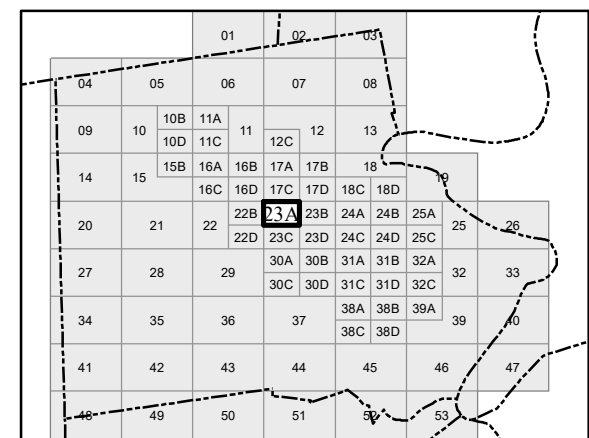 01 02 03
04 05 06 07 08
10B 11A
09 10 11 12 13
10D 11C 12C
15B 16A 16B 17A 17B 18
14 15 19
16C 16D 17C 17D 18C 18D
22B 23A 23B 24A 24B 25A
20 21 22 25 26
22D 23C 23D 24C 24D 25C
30A 30B 31A 31B 32A
27 28 29 32 33
30C 30D 31C 31D 32C
38A 38B 39A
34 35 36 37 39 40
38C 38D
41 42 43 44 45 46 47
48 49 50 51 52 53